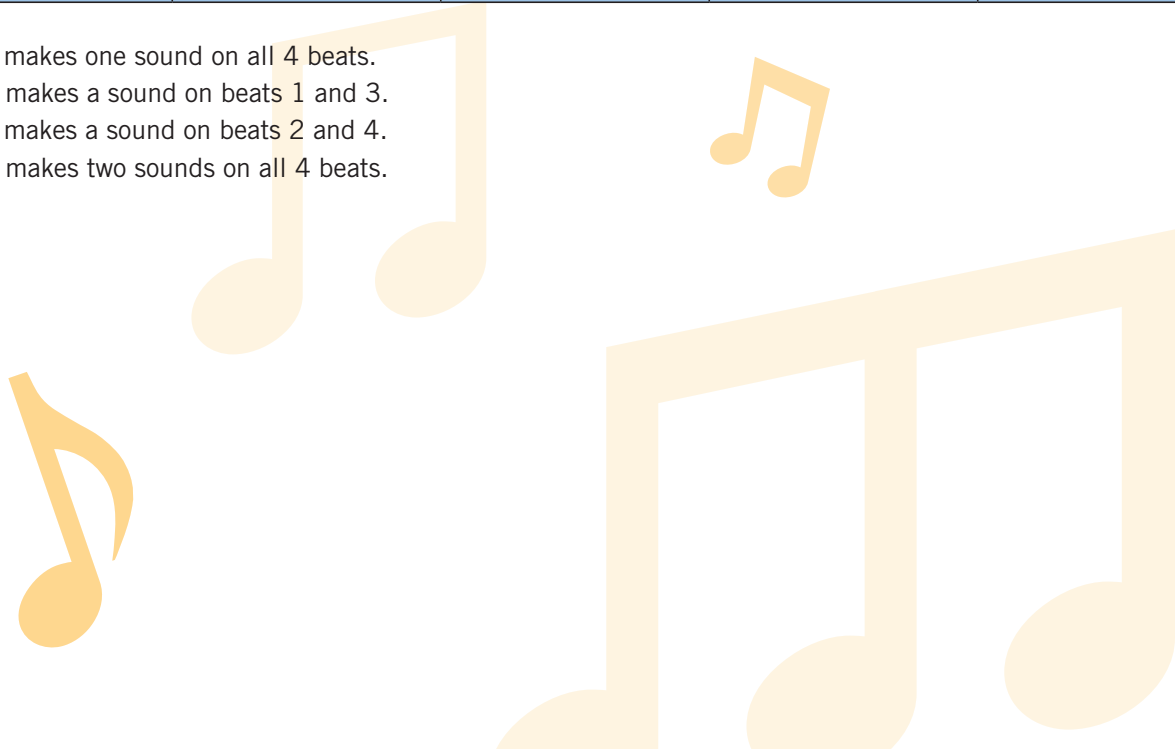 makes one sound on all 4 beats.
makes a sound on beats 1 and 3.
makes a sound on beats 2 and 4.
makes two sounds on all 4 beats.